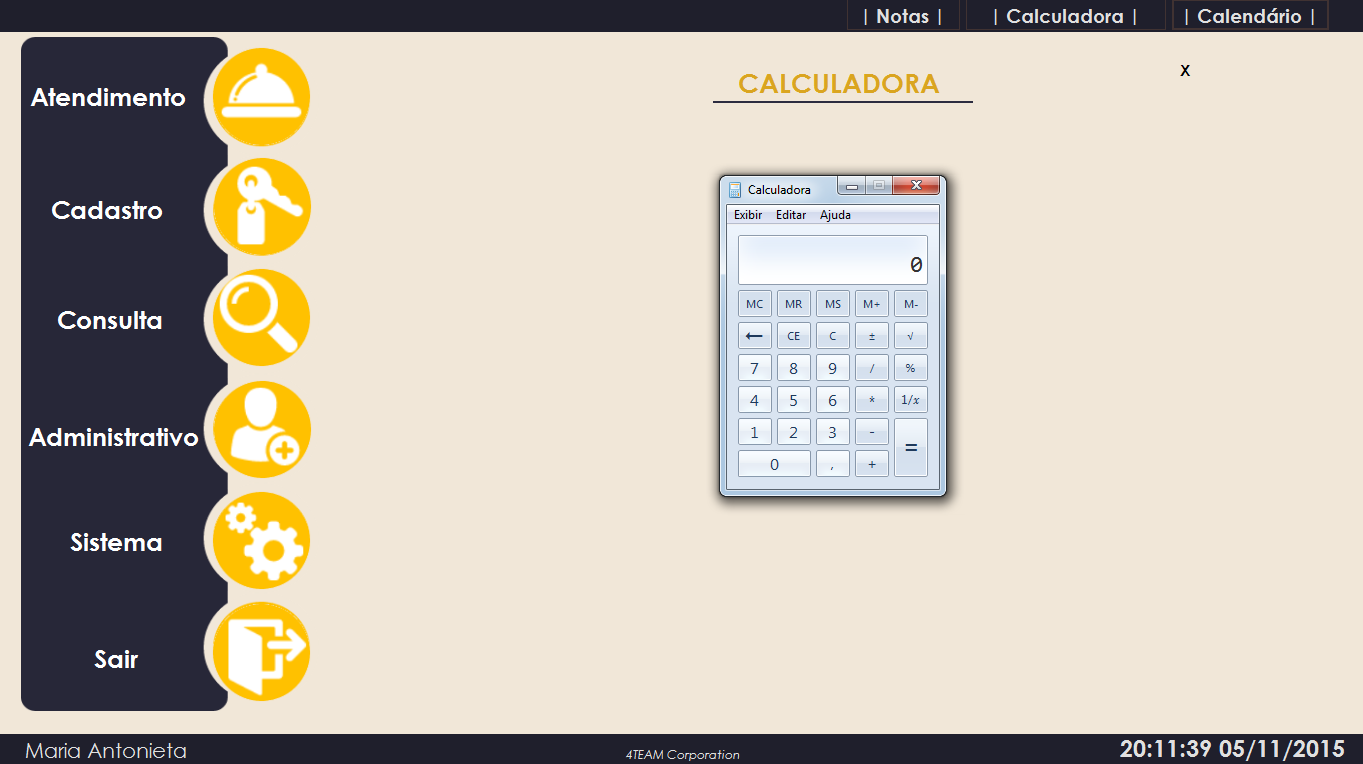 | Notas | | Calculadora | | Calendário |
CALCULADORA
x
Atendimento
Cadastro
Consulta
Administrativo
Sistema
Sair
Calculadora
Exibir Editar Ajuda
0
MC MR MS M+ M-
← CE C ± √
7 8 9 / %
4 5 6 * 1/x
1 2 3 - =
0 , +
Maria Antonieta
4TEAM Corporation
20:11:39 05/11/2015